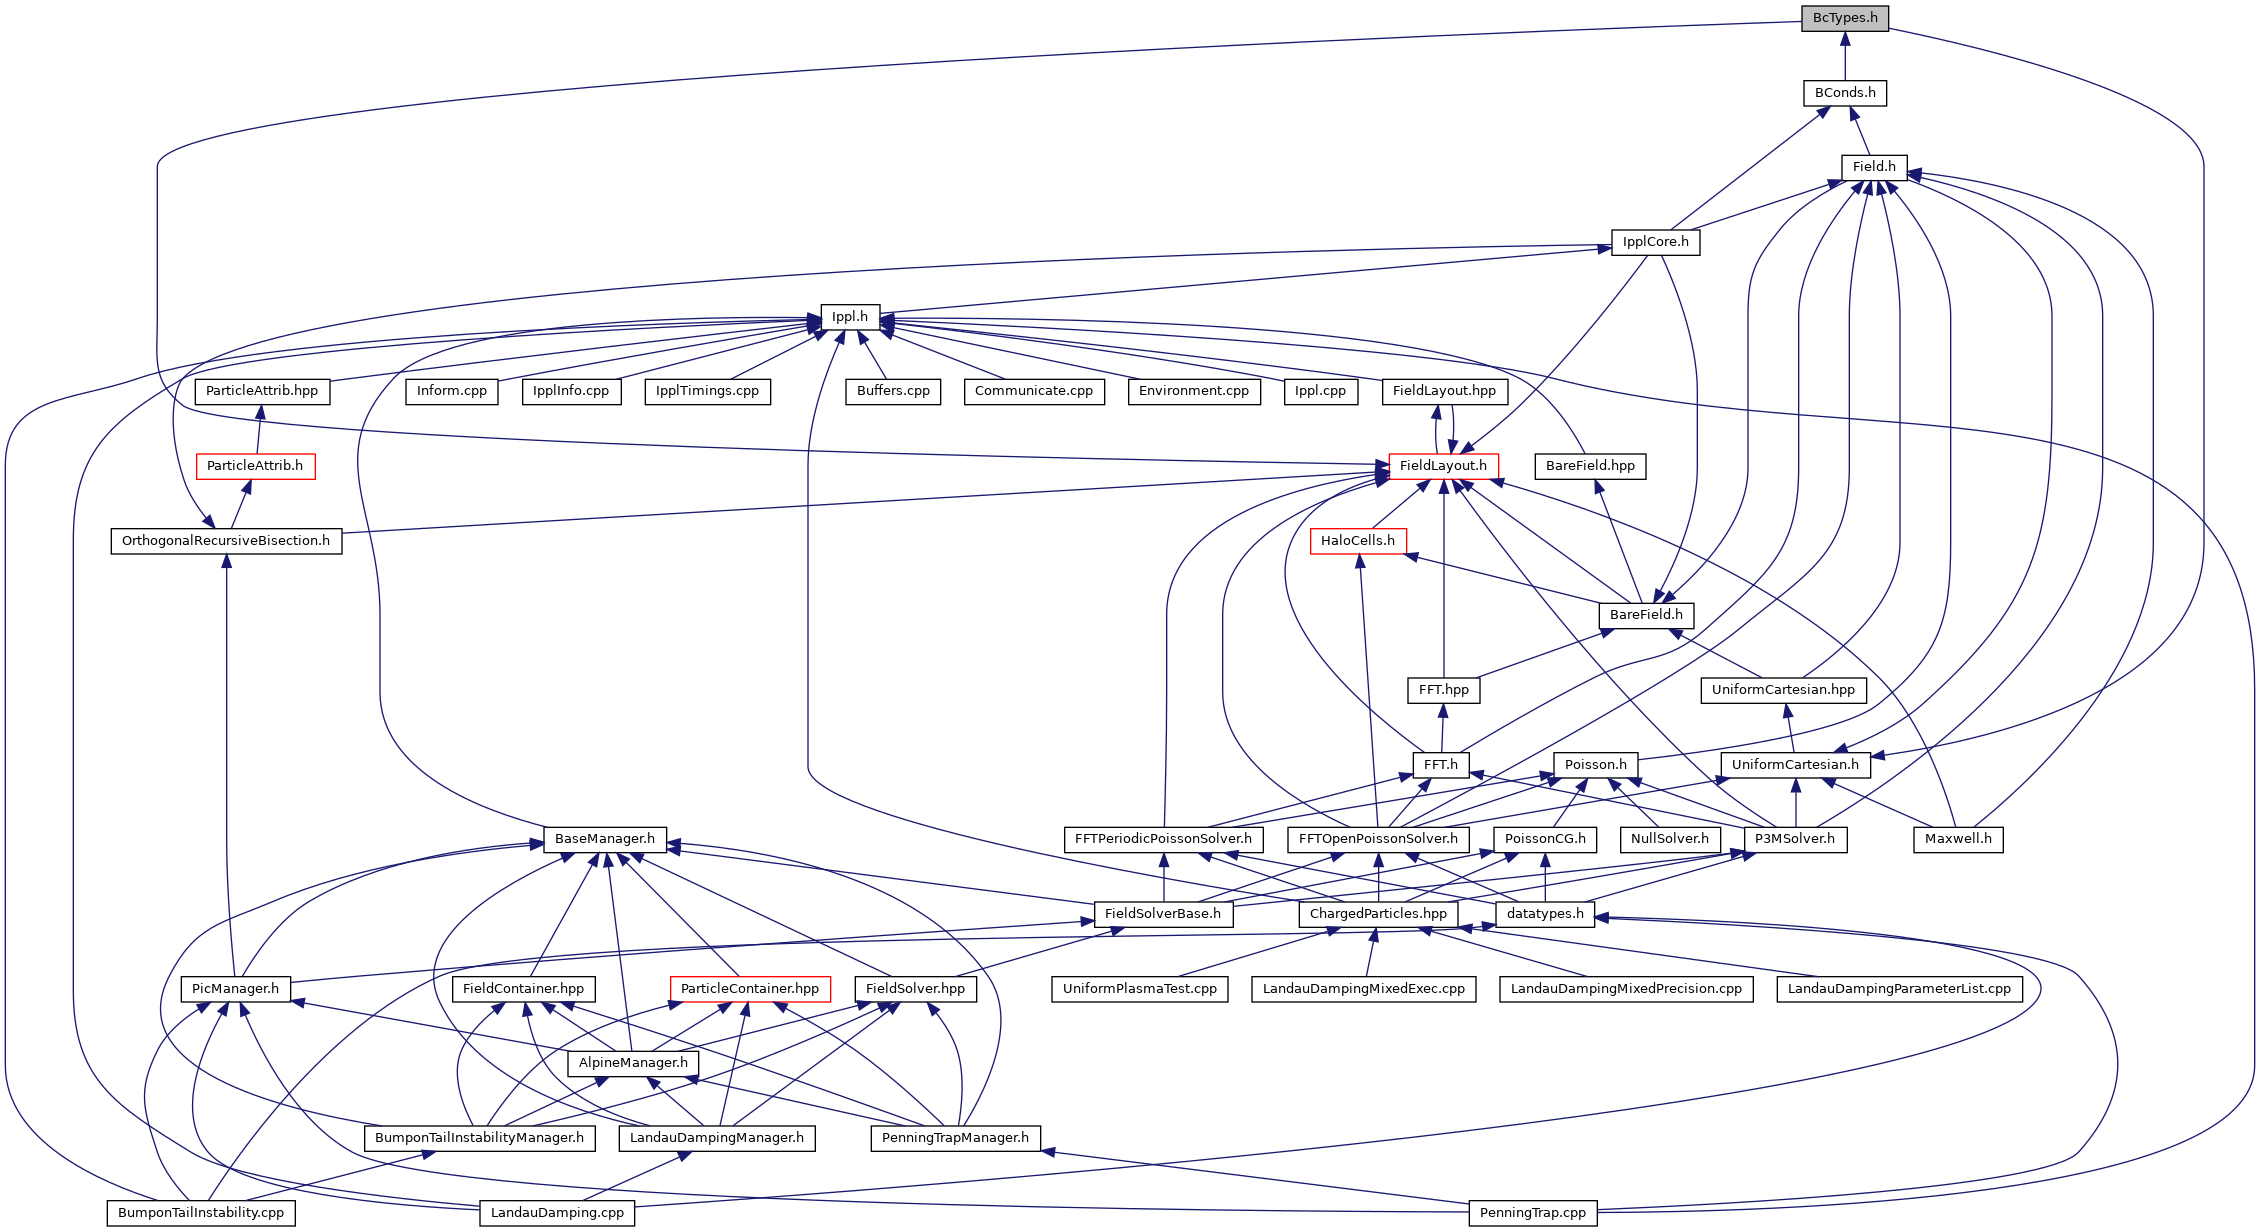 BcTypes.h
BConds.h
Field.h
IpplCore.h
Ippl.h
ParticleAttrib.hpp
Inform.cpp
IpplInfo.cpp
IpplTimings.cpp
Buffers.cpp
Communicate.cpp
Environment.cpp
Ippl.cpp
FieldLayout.hpp
ParticleAttrib.h
FieldLayout.h
BareField.hpp
OrthogonalRecursiveBisection.h
HaloCells.h
BareField.h
FFT.hpp
UniformCartesian.hpp
FFT.h
Poisson.h
UniformCartesian.h
BaseManager.h
FFTPeriodicPoissonSolver.h
FFTOpenPoissonSolver.h
PoissonCG.h
NullSolver.h
P3MSolver.h
Maxwell.h
FieldSolverBase.h
ChargedParticles.hpp
datatypes.h
PicManager.h
FieldContainer.hpp
ParticleContainer.hpp
FieldSolver.hpp
UniformPlasmaTest.cpp
LandauDampingMixedExec.cpp
LandauDampingMixedPrecision.cpp
LandauDampingParameterList.cpp
AlpineManager.h
BumponTailInstabilityManager.h
LandauDampingManager.h
PenningTrapManager.h
BumponTailInstability.cpp
LandauDamping.cpp
PenningTrap.cpp